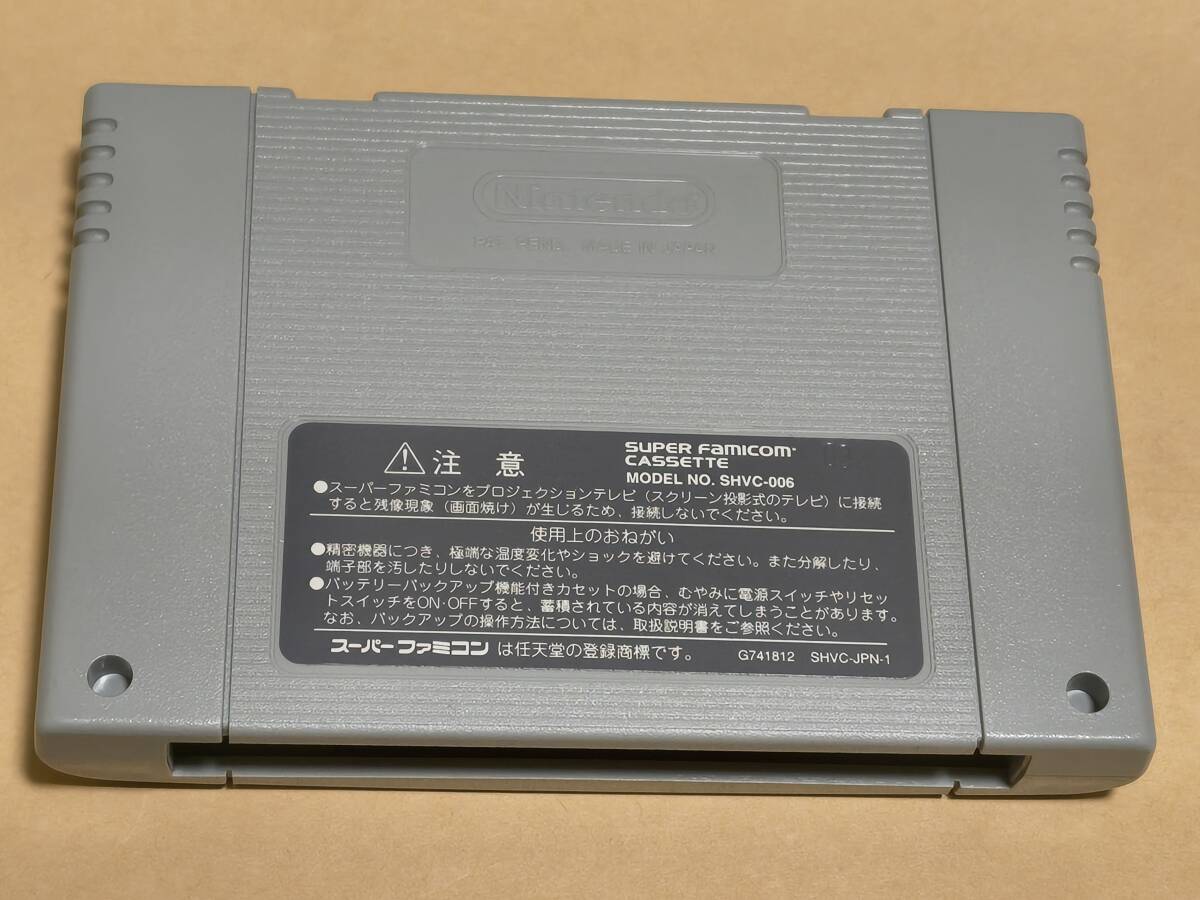 Nintendo
PAT. PEND. MADE IN JAPAN
注意
SUPER FAMICOM
CASSETTE
MODEL NO. SHVC-006
●スーパーファミコンをプロジェクションテレビ（スクリーン投影式のテレビ）に接続
すると残像現象（画面焼け）が生じるため、接続しないでください。
使用上のおねがい
●精密機器につき、極端な温度変化やショックを避けてください。また分解したり、
端子部を汚したりしないでください。
●バッテリーバックアップ機能付きカセットの場合、むやみに電源スイッチやリセッ
トスイッチをON・OFFすると、蓄積されている内容が消えてしまうことがあります。
なお、バックアップの操作方法については、取扱説明書をご参照ください。
スーパーファミコンは任天堂の登録商標です。 G741812 SHVC-JPN-1